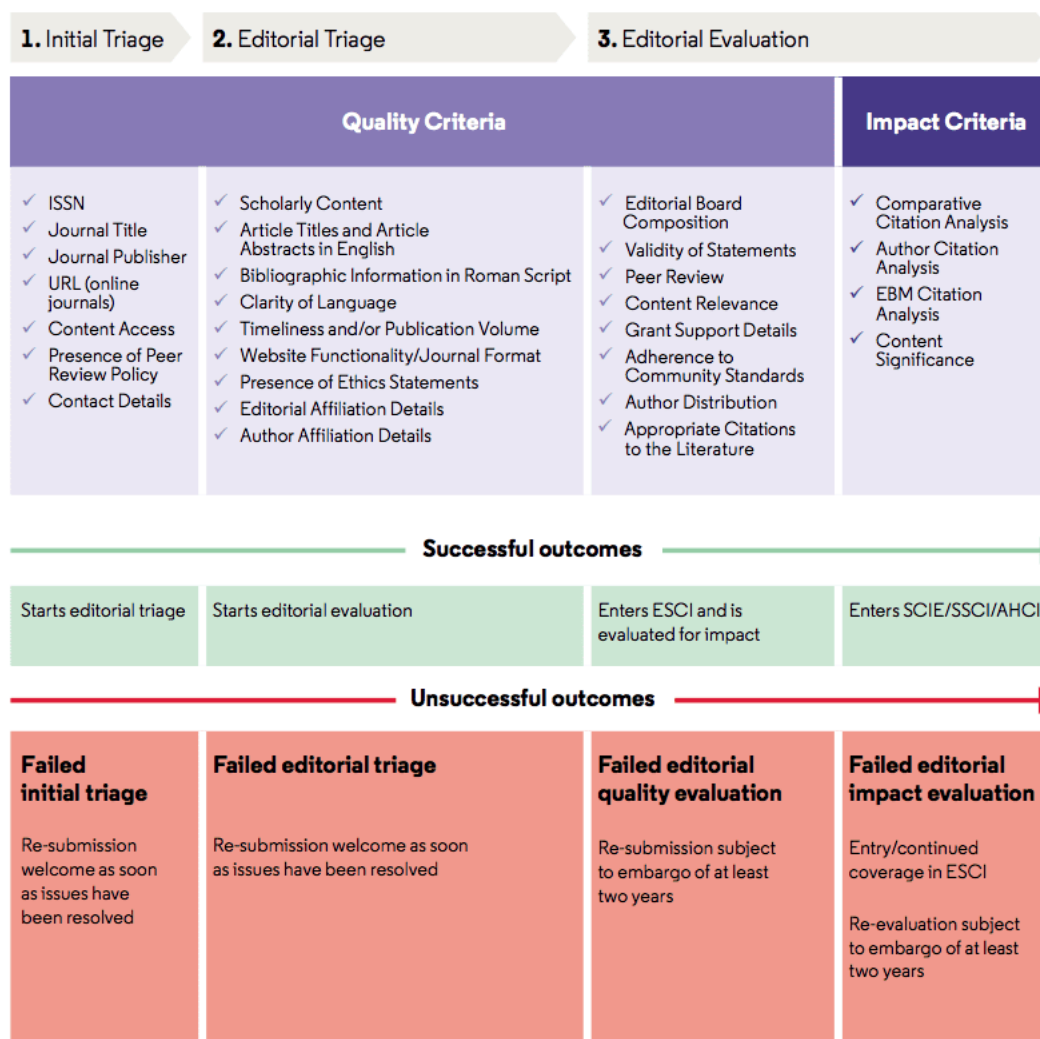 1. Initial Triage
2. Editorial Triage
3. Editorial Evaluation
Quality Criteria
Impact Criteria
✓ ISSN
✓ Journal Title
✓ Journal Publisher
✓ URL (online
journals)
✓ Content Access
✓ Presence of Peer
Review Policy
✓ Contact Details
✓ Scholarly Content
✓ Article Titles and Article
Abstracts in English
✓ Bibliographic Information in Roman Script
✓ Clarity of Language
✓ Timeliness and/or Publication Volume
✓ Website Functionality/Journal Format
✓ Presence of Ethics Statements
✓ Editorial Affiliation Details
✓ Author Affiliation Details
✓ Editorial Board
Composition
✓ Validity of Statements
✓ Peer Review
✓ Content Relevance
✓ Grant Support Details
✓ Adherence to
Community Standards
✓ Author Distribution
✓ Appropriate Citations
to the Literature
✓ Comparative
Citation Analysis
✓ Author Citation
Analysis
✓ EBM Citation
Analysis
✓ Content
Significance
Successful outcomes
Starts editorial triage
Starts editorial evaluation
Enters ESCI and is
evaluated for impact
Enters SCIE/SSCI/AHCI
Unsuccessful outcomes
Failed
initial triage
Re-submission
welcome as soon
as issues have
been resolved
Failed editorial triage
Re-submission welcome as soon
as issues have been resolved
Failed editorial
quality evaluation
Re-submission subject
to embargo of at least
two years
Failed editorial
impact evaluation
Entry/continued
coverage in ESCI
Re-evaluation subject
to embargo of at least
two years